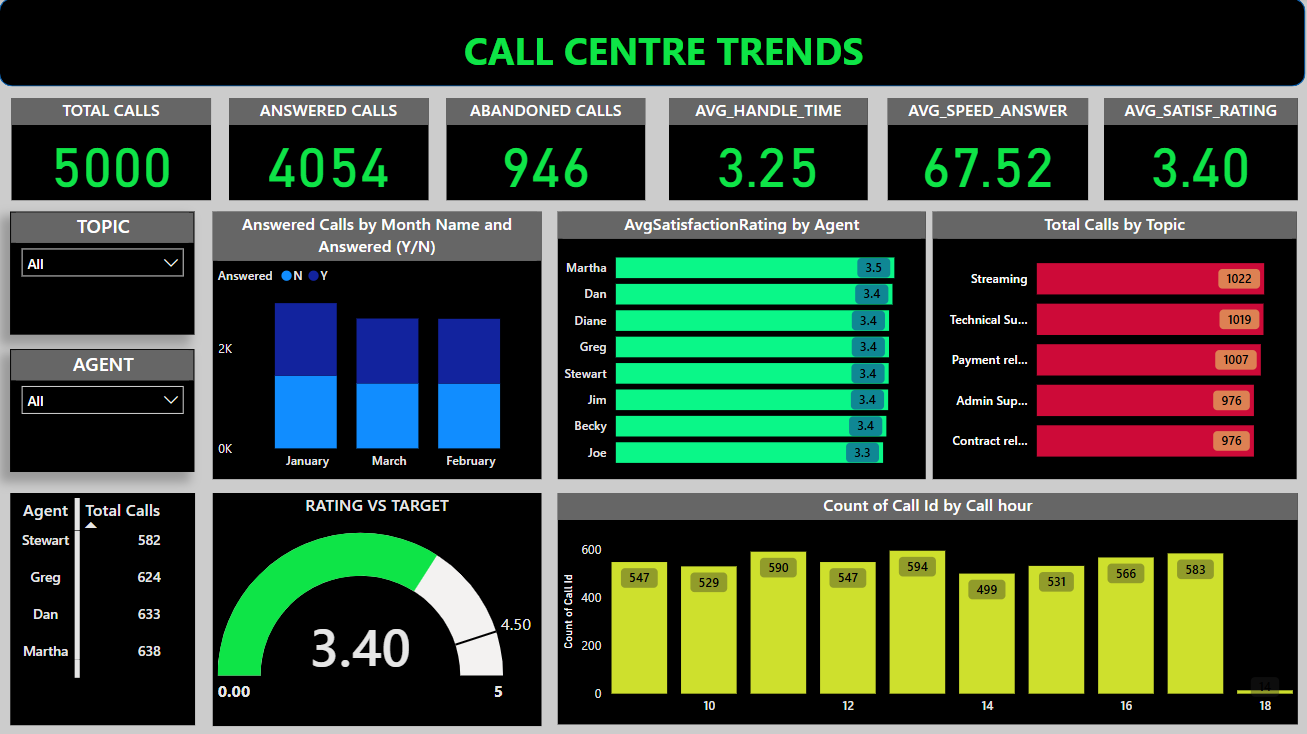 CALL CENTRE TRENDS
TOTAL CALLS
5000
ANSWERED CALLS
4054
ABANDONED CALLS
946
AVG_HANDLE_TIME
3.25
AVG_SPEED_ANSWER
67.52
AVG_SATISF_RATING
3.40
TOPIC
All
AGENT
All
Answered Calls by Month Name and
Answered (Y/N)
Answered N Y
2K
0K
January March February
AvgSatisfactionRating by Agent
Martha 3.5
Dan 3.4
Diane 3.4
Greg 3.4
Stewart 3.4
Jim 3.4
Becky 3.4
Joe 3.3
Total Calls by Topic
Streaming 1022
Technical Su... 1019
Payment rel... 1007
Admin Sup... 976
Contract rel... 976
Agent Total Calls
Stewart 582
Greg 624
Dan 633
Martha 638
RATING VS TARGET
4.50
3.40
0.00 5
Count of Call Id by Call hour
Count of Call Id
600
400
200
0
547 529 590 547 594 499 531 566 583
10 12 14 16 18